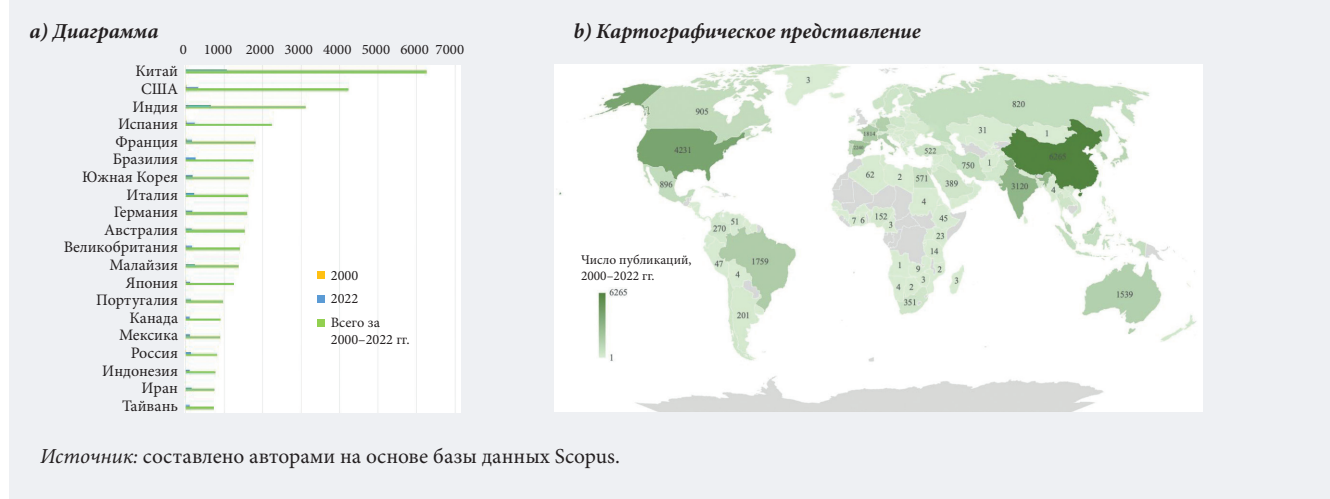 a) Диаграмма
0 1000 2000 3000 4000 5000 6000 7000
Китай
США
Индия
Испания
Франция
Бразилия
Южная Корея
Италия
Германия
Австралия
Великобритания
Малайзия
Япония
Португалия
Канада
Мексика
Россия
Индонезия
Иран
Тайвань
2000
2022
Всего за
2000–2022 гг.
b) Картографическое представление
3
820
905
31
1
1814
4231
522
750
1
6265
62
2
571
389
3120
4
896
4
51
7 6
152
45
270
3
23
1759
14
47
4
1
9
2
4
2
3
3
351
201
1539
Число публикаций,
2000–2022 гг.
6265
1
Источник: составлено авторами на основе базы данных Scopus.